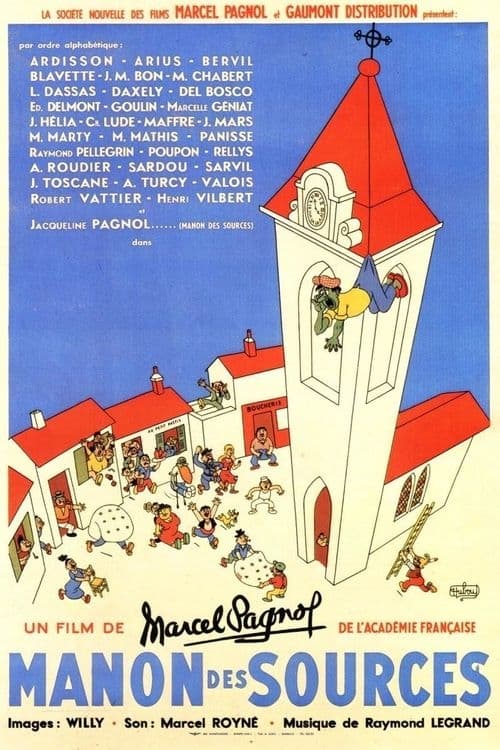 LA SOCIÉTÉ NOUVELLE DES FILMS MARCEL PAGNOL et GAUMONT DISTRIBUTION présentent :
par ordre alphabétique :
ARDISSON - ARIUS - BERVIL
BLAVETTE - J. M. BON - M. CHABERT
L. DASSAS - DAXELY - DEL BOSCO
ED. DELMONT - GOULIN - MARCELLE GÉNIAT
J. HÉLIA - CH. LUDE - MAFFRE - J. MARS
M. MARTY - M. MATHIS - PANISSE
RAYMOND PELLEGRIN - POUPON - RELLYS
A. ROUDIER - SARDOU - SARVIL
J. TOSCANE - A. TURCY - VALOIS
ROBERT VATTIER - HENRI VILBERT
et
JACQUELINE PAGNOL...... (MANON DES SOURCES)
dans
BOUCHERIE
Dubout
UN FILM DE Marcel Pagnol DE L'ACADÉMIE FRANÇAISE
MANON DES SOURCES
Images : WILLY • Son : Marcel ROYNÉ • Musique de Raymond LEGRAND